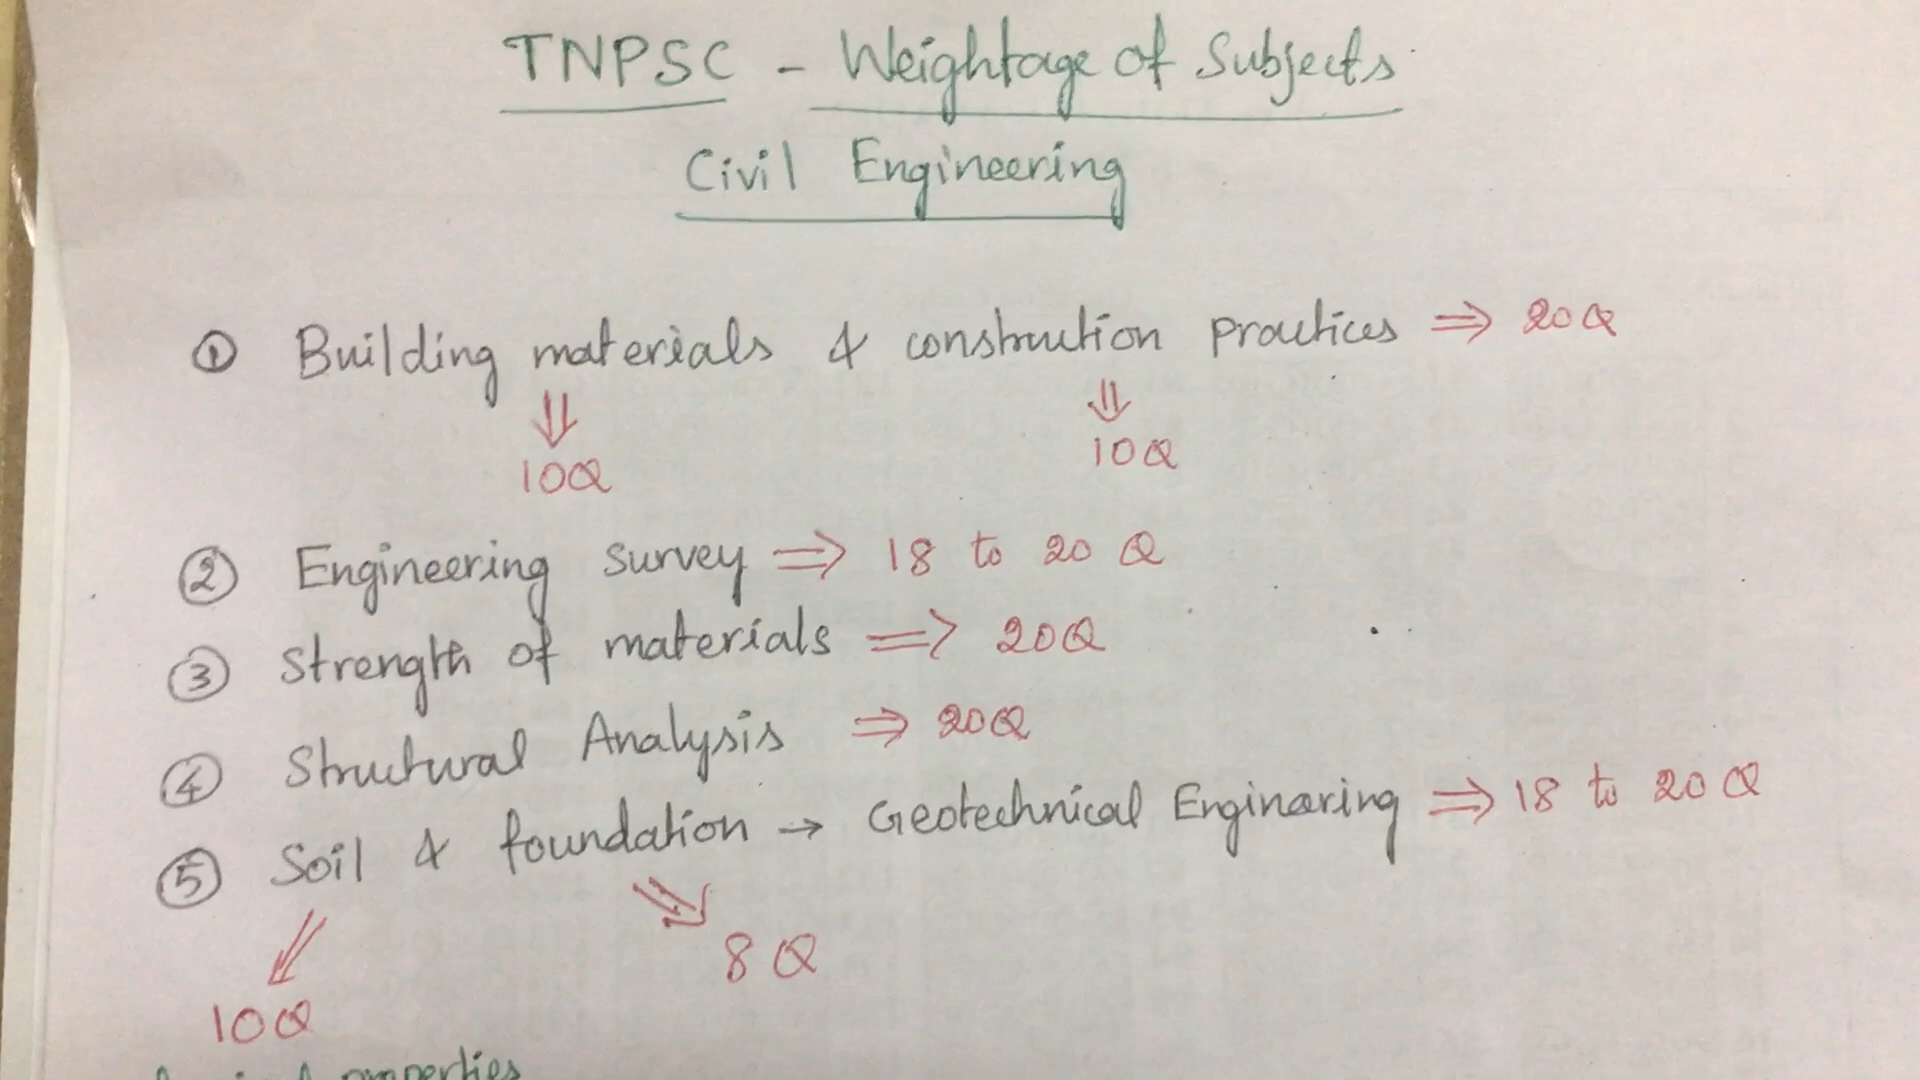 TNPSC - Weightage of Subjects
Civil Engineering
① Building materials & construction practices ⇒ 20Q
⇓ ⇓
10Q 10Q
② Engineering survey ⇒ 18 to 20 Q
③ Strength of materials ⇒ 20Q
④ Structural Analysis ⇒ 20Q
⑤ Soil & foundation → Geotechnical Engineering ⇒ 18 to 20 Q
8 Q
10Q
properties